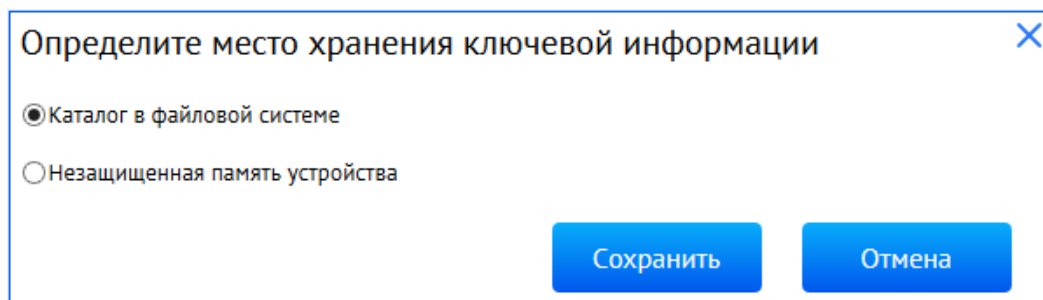 Определите место хранения ключевой информации
Каталог в файловой системе
Незащищенная память устройства
Сохранить Отмена